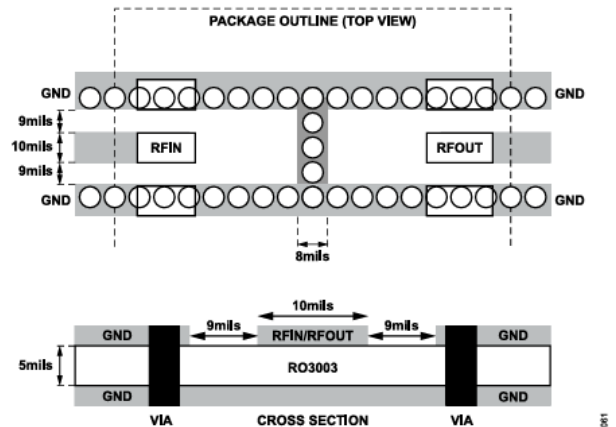 PACKAGE OUTLINE (TOP VIEW)
GND
GND
9mils
10mils
RFIN
RFOUT
9mils
GND
GND
8mils
10mils
9mils
9mils
GND
RFIN/RFOUT
GND
5mils
RO3003
GND
GND
VIA
CROSS SECTION
VIA
061